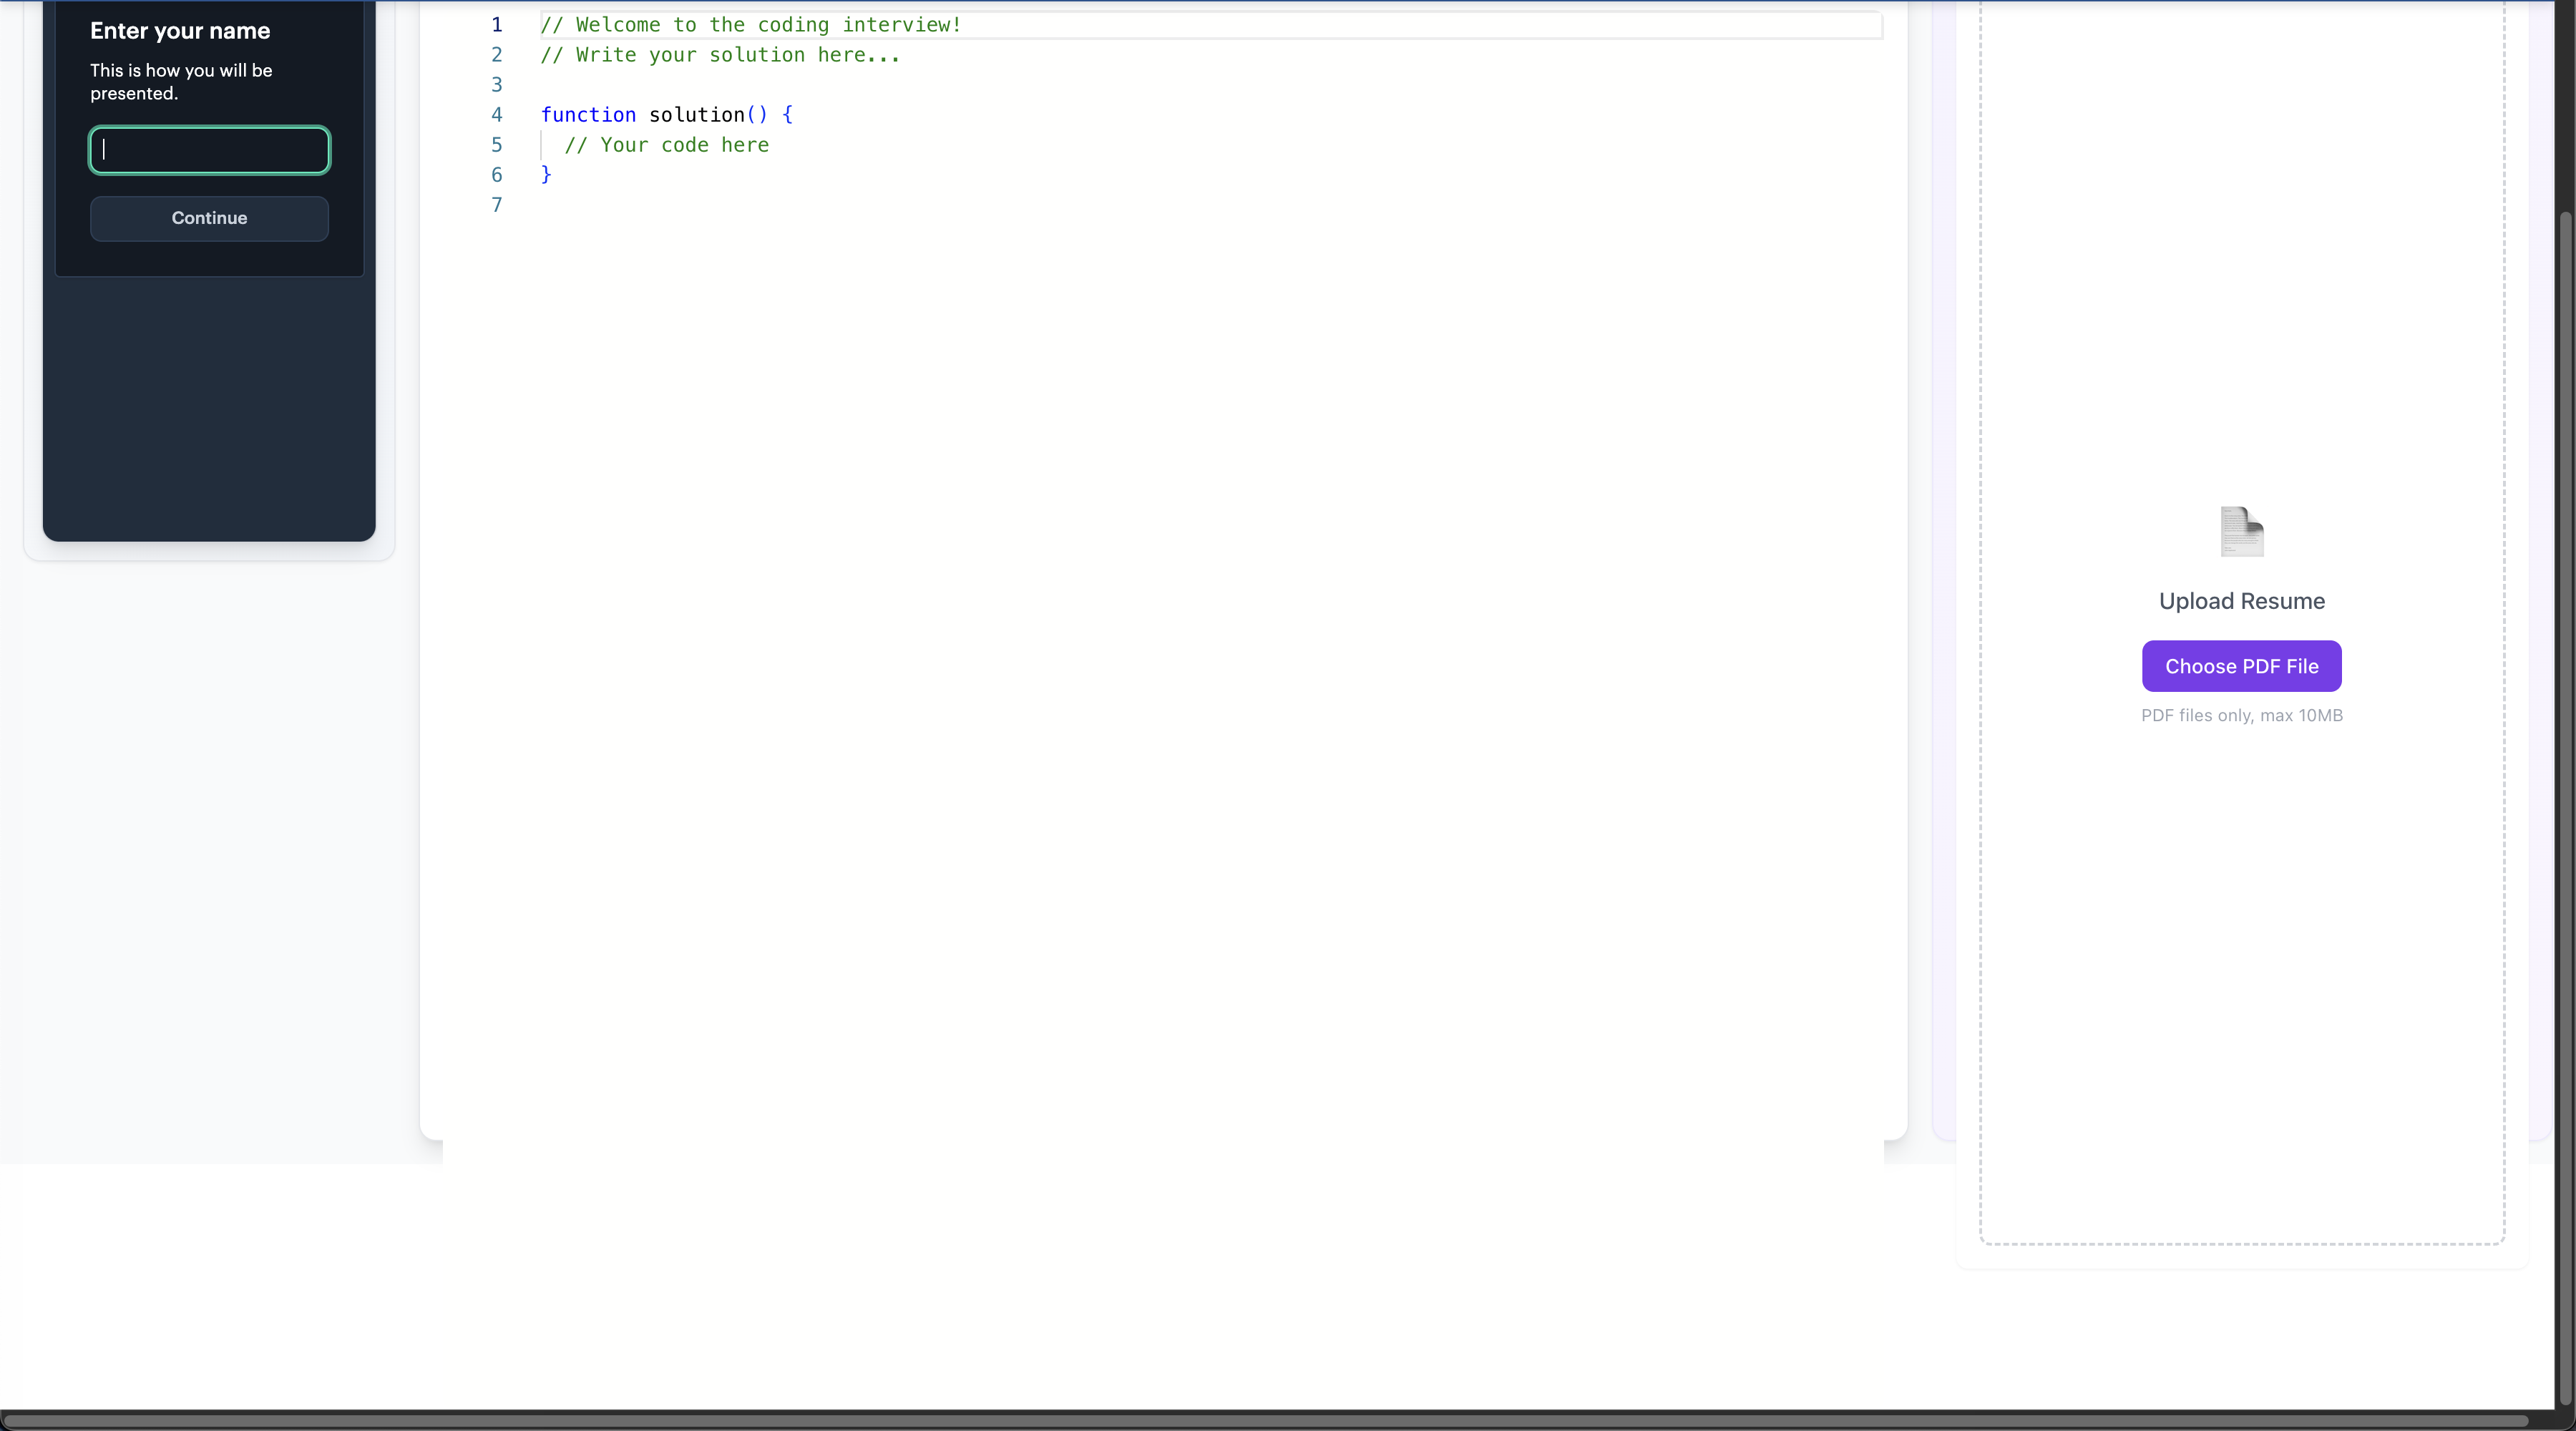 Enter your name
This is how you will be
presented.
Continue
1 // Welcome to the coding interview!
2 // Write your solution here...
3
4 function solution() {
5 // Your code here
6 }
7
Upload Resume
Choose PDF File
PDF files only, max 10MB